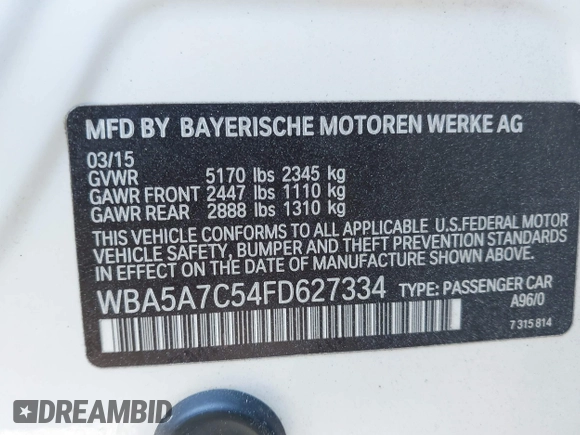 MFD BY BAYERISCHE MOTOREN WERKE AG
03/15
GVWR 5170 lbs 2345 kg
GAWR FRONT 2447 lbs 1110 kg
GAWR REAR 2888 lbs 1310 kg
THIS VEHICLE CONFORMS TO ALL APPLICABLE U.S.FEDERAL MOTOR
VEHICLE SAFETY, BUMPER AND THEFT PREVENTION STANDARDS
IN EFFECT ON THE DATE OF MANUFACTURE SHOWN ABOVE.
WBA5A7C54FD627334 TYPE: PASSENGER CAR
A96/0
7 315 814
DREAMBID